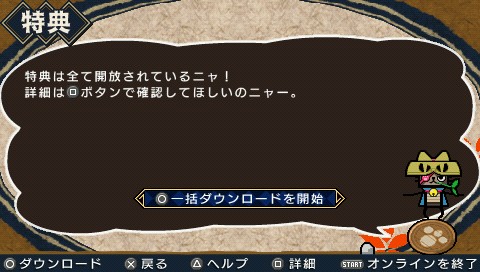 特典
特典は全て開放されているニャ!
詳細は□ボタンで確認してほしいのニャー。
○一括ダウンロードを開始
○ダウンロード ×戻る △ヘルプ □詳細 START オンラインを終了